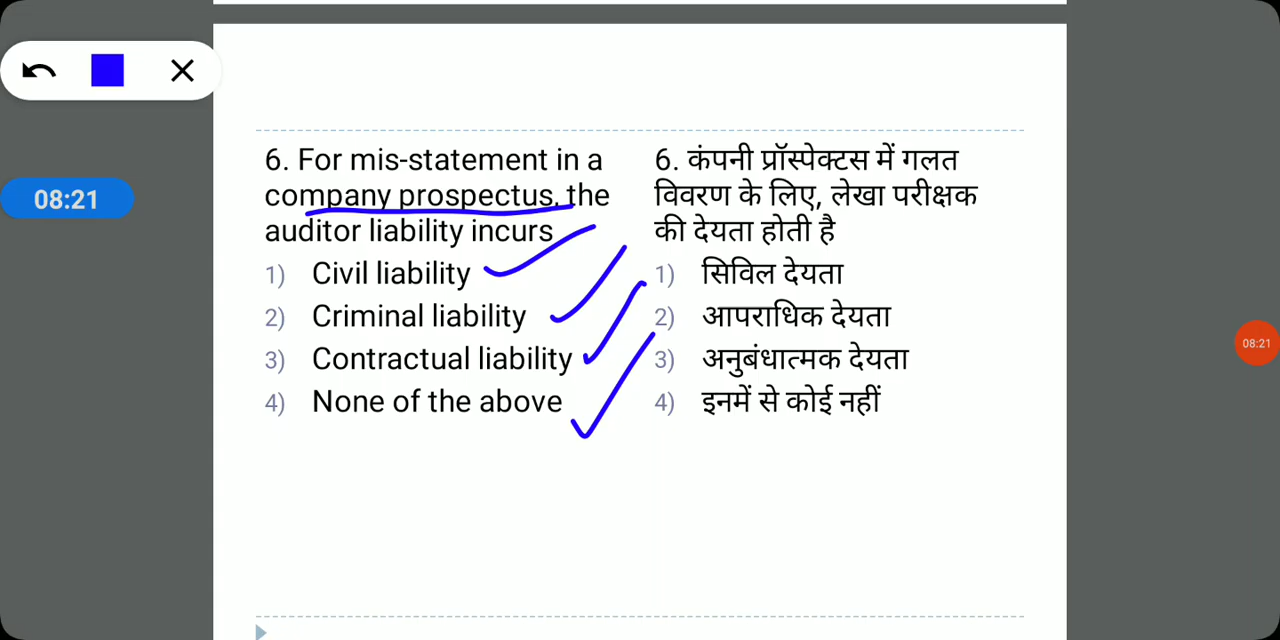 08:21
6. For mis-statement in a
company prospectus, the
auditor liability incurs
1) Civil liability
2) Criminal liability
3) Contractual liability
4) None of the above
6. कंपनी प्रॉस्पेक्टस में गलत
विवरण के लिए, लेखा परीक्षक
की देयता होती है
1) सिविल देयता
2) आपराधिक देयता
3) अनुबंधात्मक देयता
4) इनमें से कोई नहीं
08:21